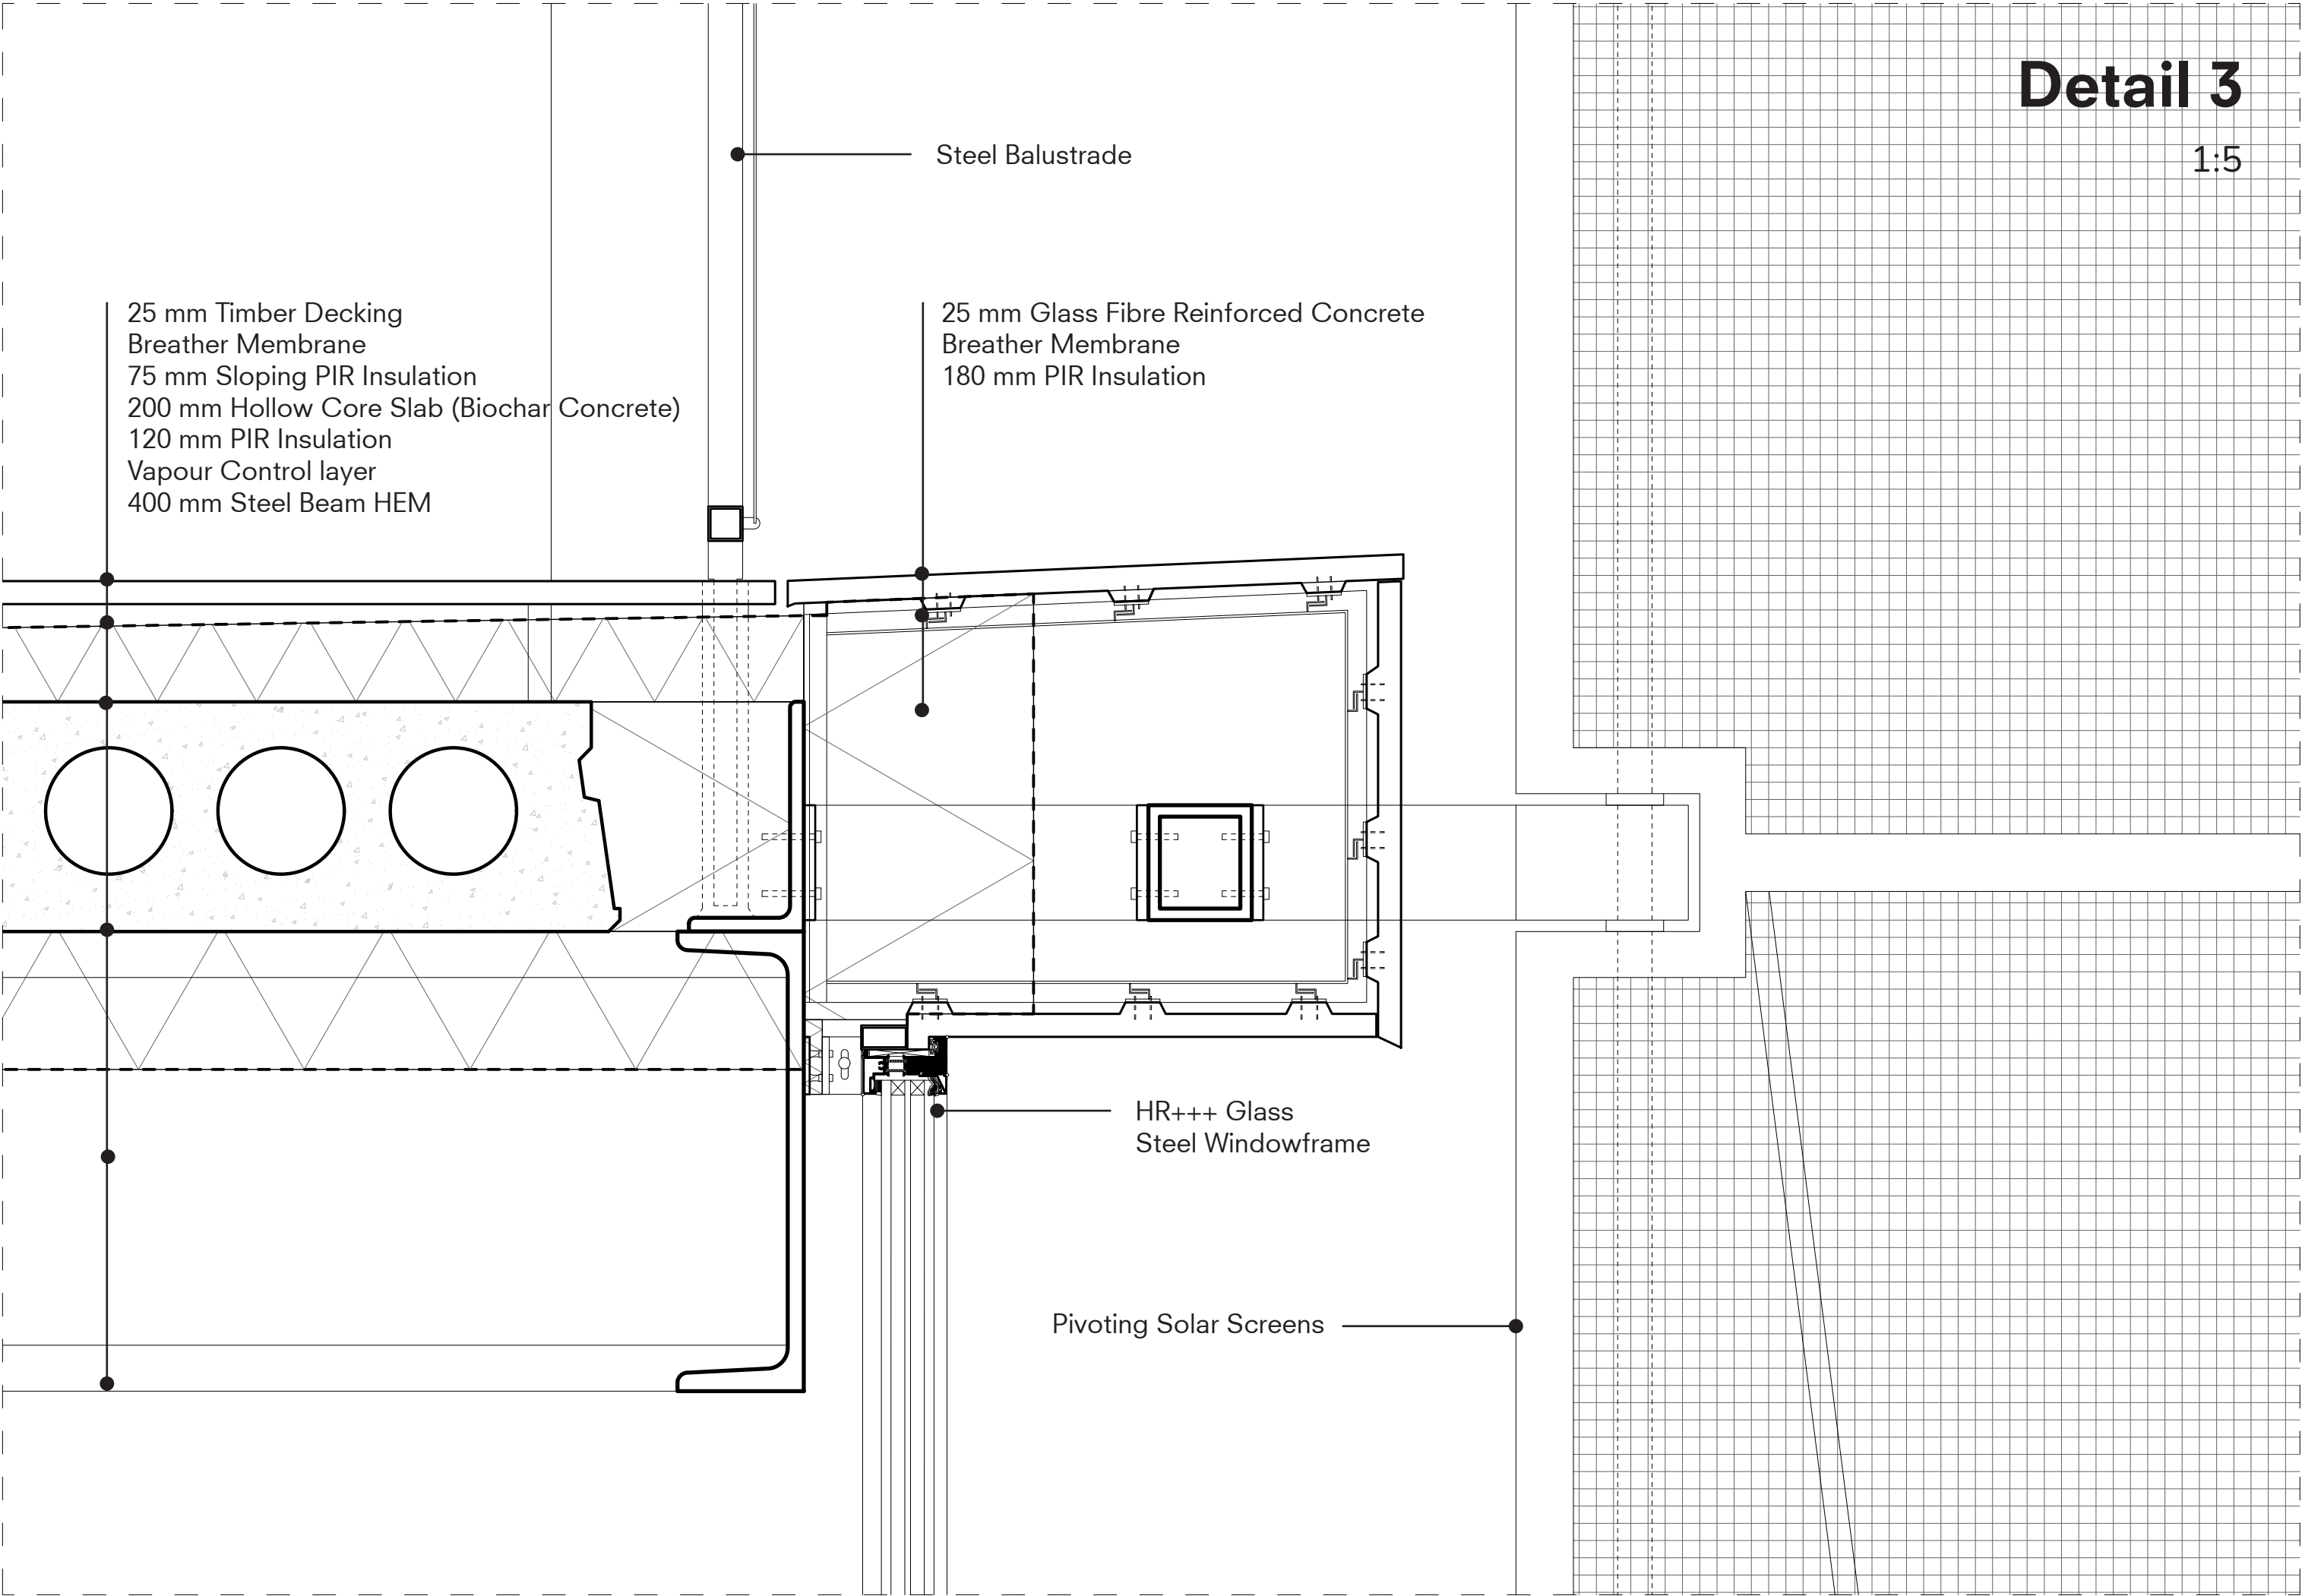 Detail 3
1:5
Steel Balustrade
25 mm Timber Decking
Breather Membrane
75 mm Sloping PIR Insulation
200 mm Hollow Core Slab (Biochar Concrete)
120 mm PIR Insulation
Vapour Control layer
400 mm Steel Beam HEM
25 mm Glass Fibre Reinforced Concrete
Breather Membrane
180 mm PIR Insulation
HR+++ Glass
Steel Windowframe
Pivoting Solar Screens